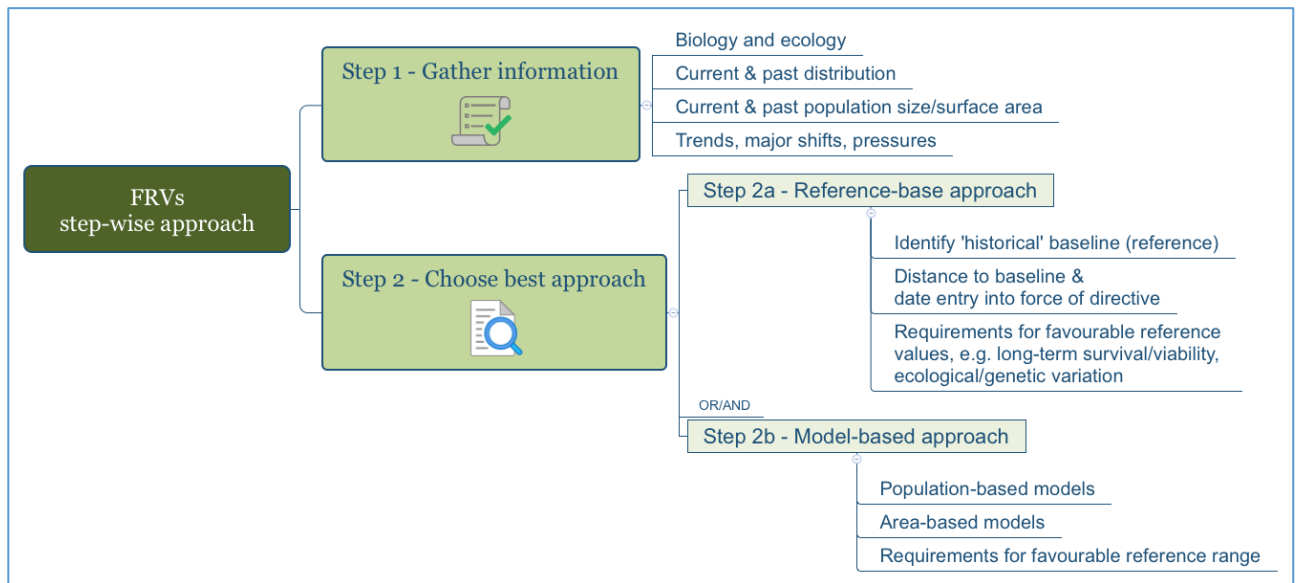 FRVs
step-wise approach
Step 1 - Gather information
Biology and ecology
Current & past distribution
Current & past population size/surface area
Trends, major shifts, pressures
Step 2 - Choose best approach
Step 2a - Reference-base approach
Identify 'historical' baseline (reference)
Distance to baseline &
date entry into force of directive
Requirements for favourable reference
values, e.g. long-term survival/viability,
ecological/genetic variation
OR/AND
Step 2b - Model-based approach
Population-based models
Area-based models
Requirements for favourable reference range